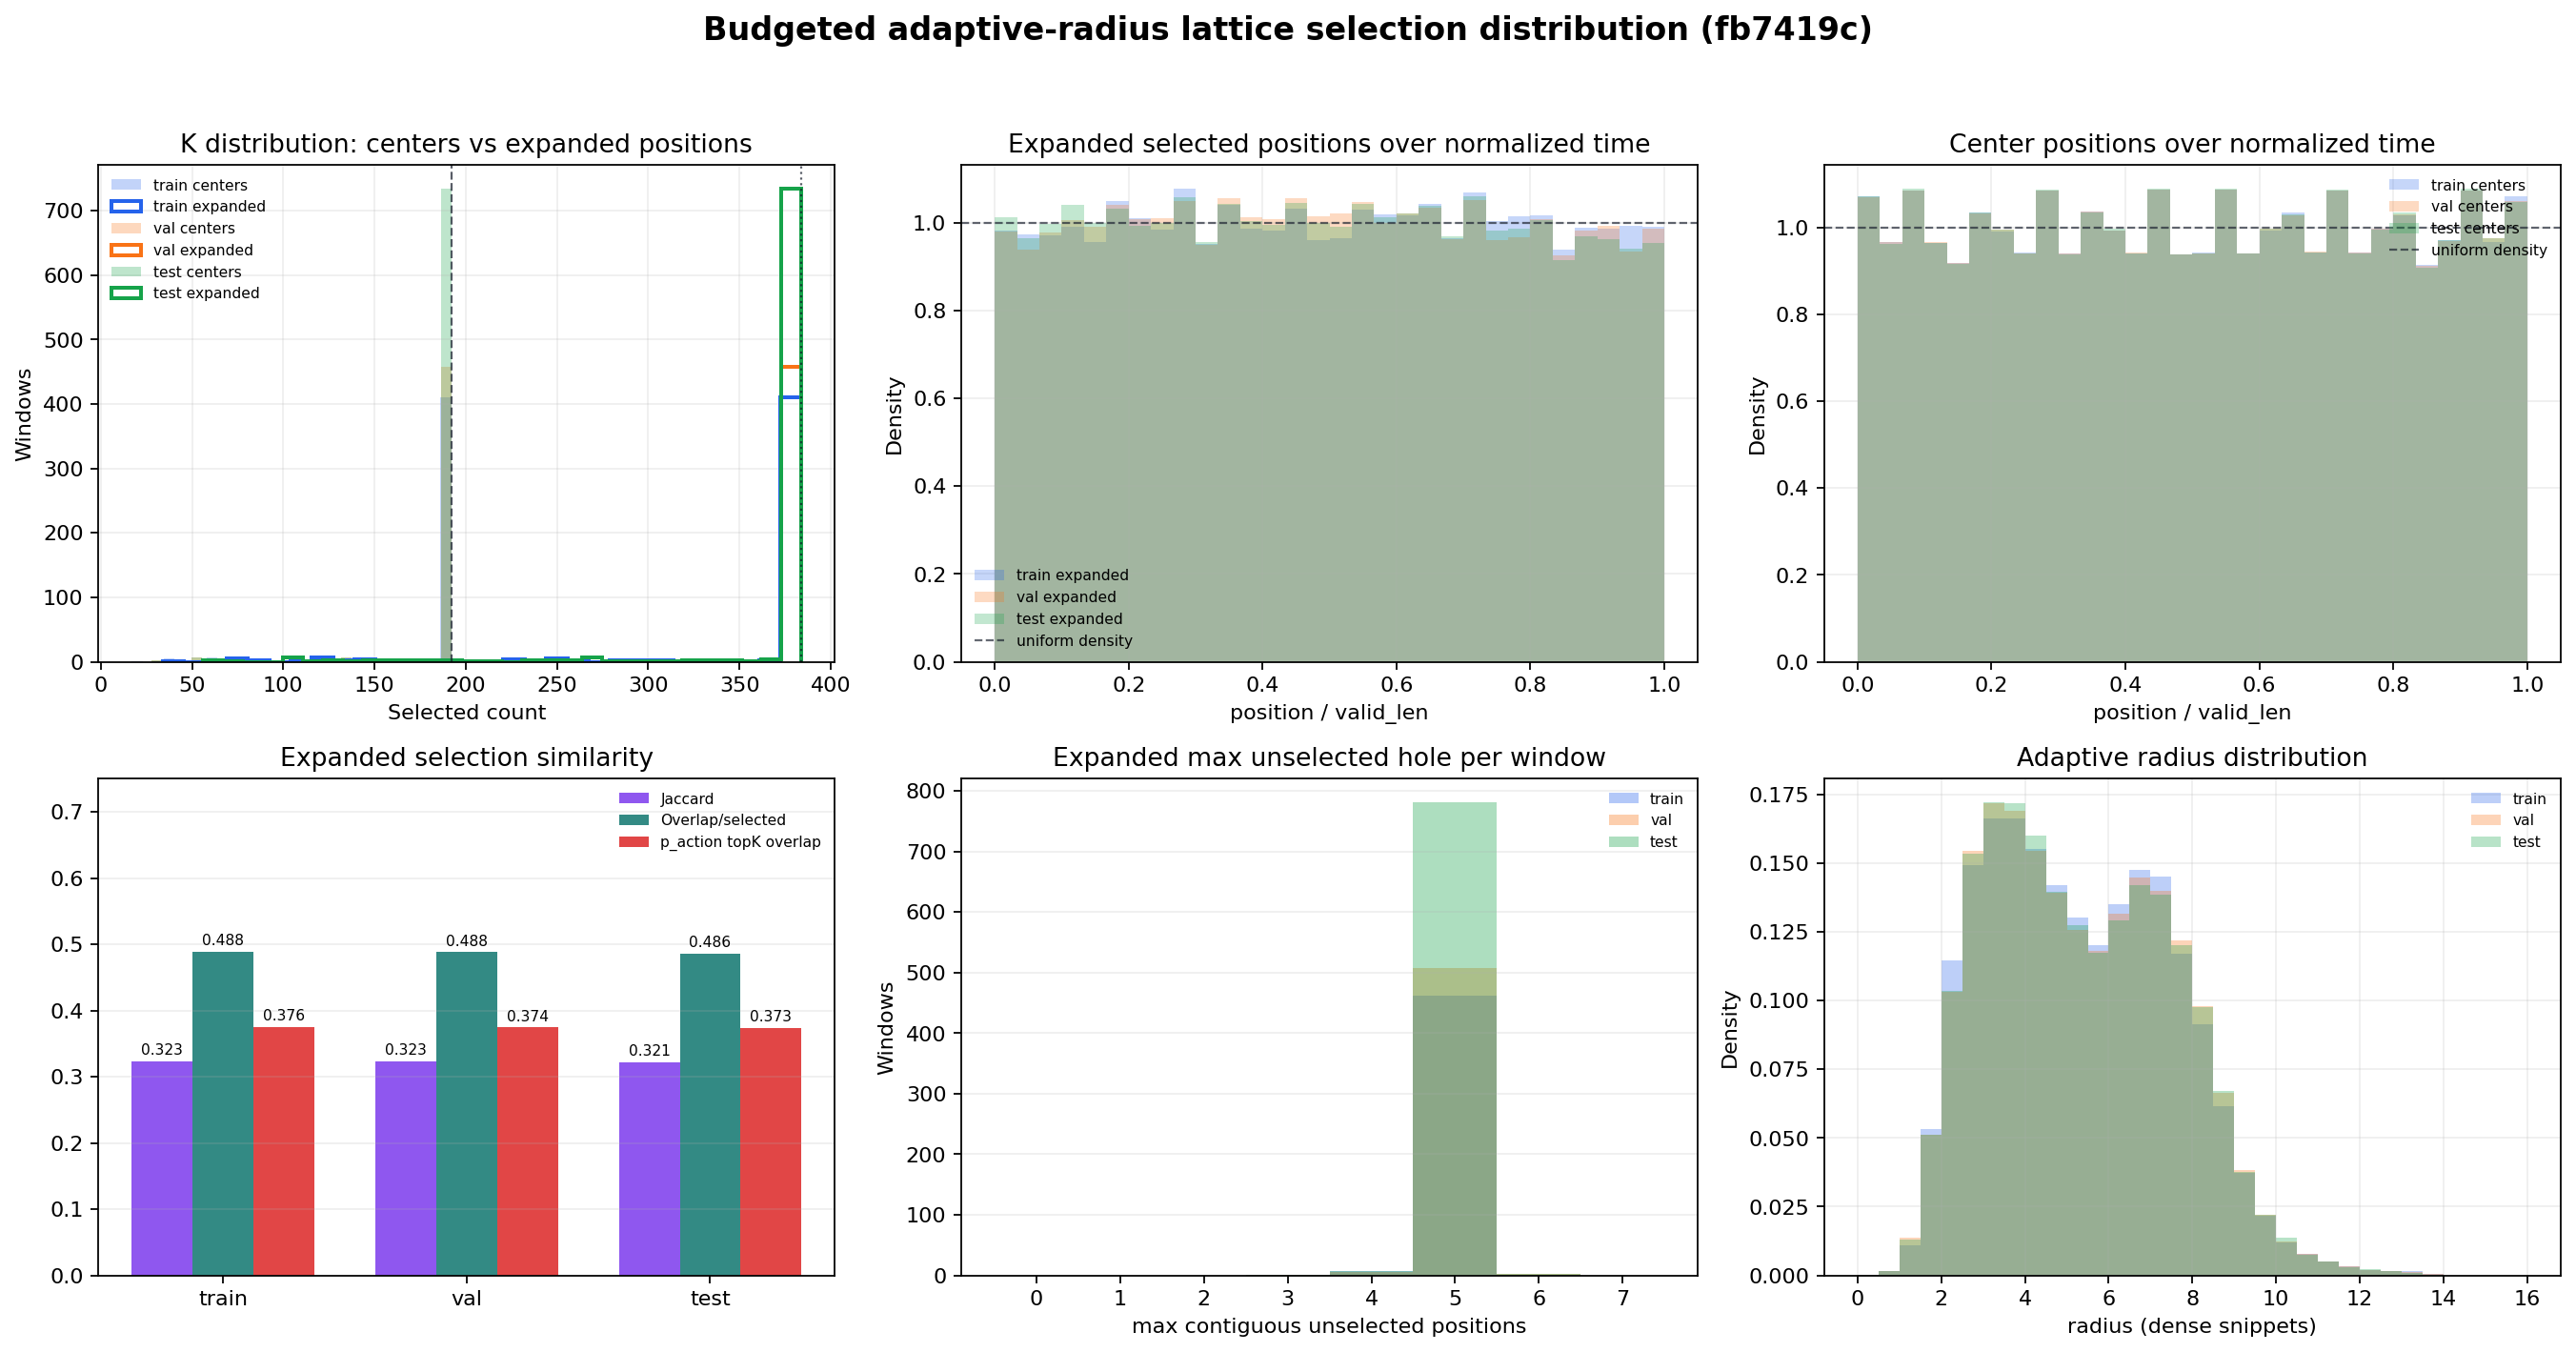 Budgeted adaptive-radius lattice selection distribution (fb7419c)
K distribution: centers vs expanded positions
train centers
train expanded
val centers
val expanded
test centers
test expanded
Windows
700
600
500
400
300
200
100
0
0 50 100 150 200 250 300 350 400
Selected count
Expanded selected positions over normalized time
Density
1.0
0.8
0.6
0.4
0.2
0.0
train expanded
val expanded
test expanded
uniform density
0.0 0.2 0.4 0.6 0.8 1.0
position / valid_len
Center positions over normalized time
train centers
val centers
test centers
uniform density
Density
1.0
0.8
0.6
0.4
0.2
0.0
0.0 0.2 0.4 0.6 0.8 1.0
position / valid_len
Expanded selection similarity
Jaccard
Overlap/selected
p_action topK overlap
0.7
0.6
0.5
0.4
0.3
0.2
0.1
0.0
0.323 0.488 0.376
0.323 0.488 0.374
0.321 0.486 0.373
train val test
Expanded max unselected hole per window
train
val
test
Windows
800
700
600
500
400
300
200
100
0
0 1 2 3 4 5 6 7
max contiguous unselected positions
Adaptive radius distribution
train
val
test
Density
0.175
0.150
0.125
0.100
0.075
0.050
0.025
0.000
0 2 4 6 8 10 12 14 16
radius (dense snippets)